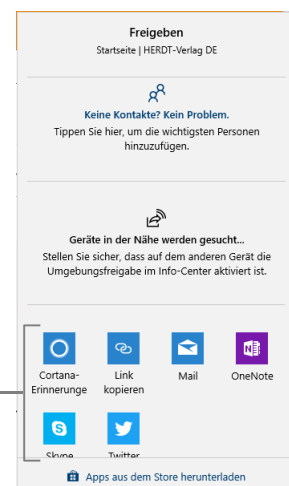 Freigeben
Startseite | HERDT-Verlag DE
Keine Kontakte? Kein Problem.
Tippen Sie hier, um die wichtigsten Personen
hinzuzufügen.
Geräte in der Nähe werden gesucht...
Stellen Sie sicher, dass auf dem anderen Gerät die
Umgebungsfreigabe im Info-Center aktiviert ist.
Cortana-
Erinnerunge
Link
kopieren
Mail
OneNote
Skype
Twitter
Apps aus dem Store herunterladen